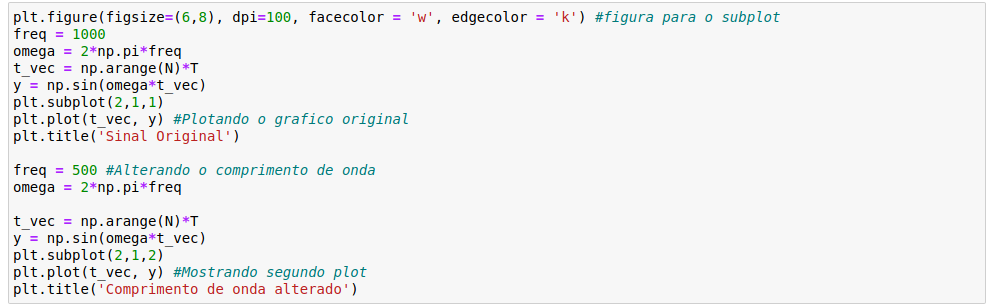 plt.figure(figsize=(6,8), dpi=100, facecolor = 'w', edgecolor = 'k') #figura para o subplot
freq = 1000
omega = 2*np.pi*freq
t_vec = np.arange(N)*T
y = np.sin(omega*t_vec)
plt.subplot(2,1,1)
plt.plot(t_vec, y) #Plotando o grafico original
plt.title('Sinal Original')
freq = 500 #Alterando o comprimento de onda
omega = 2*np.pi*freq
t_vec = np.arange(N)*T
y = np.sin(omega*t_vec)
plt.subplot(2,1,2)
plt.plot(t_vec, y) #Mostrando segundo plot
plt.title('Comprimento de onda alterado')